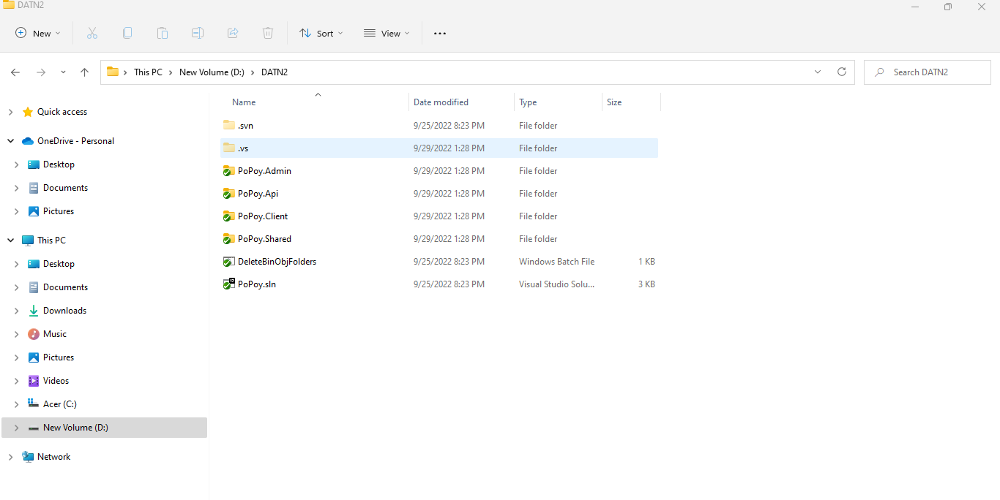 DATN2
New Sort View
This PC New Volume (D:) DATN2 Search DATN2
Name Date modified Type Size
Quick access
OneDrive - Personal
Desktop
Documents
Pictures
This PC
Desktop
Documents
Downloads
Music
Pictures
Videos
Acer (C:)
New Volume (D:)
Network
.svn 9/25/2022 8:23 PM File folder
.vs 9/29/2022 1:28 PM File folder
PoPoy.Admin 9/29/2022 1:28 PM File folder
PoPoy.Api 9/29/2022 1:28 PM File folder
PoPoy.Client 9/29/2022 1:28 PM File folder
PoPoy.Shared 9/29/2022 1:28 PM File folder
DeleteBinObjFolders 9/25/2022 8:23 PM Windows Batch File 1 KB
PoPoy.sln 9/25/2022 8:23 PM Visual Studio Solu... 3 KB